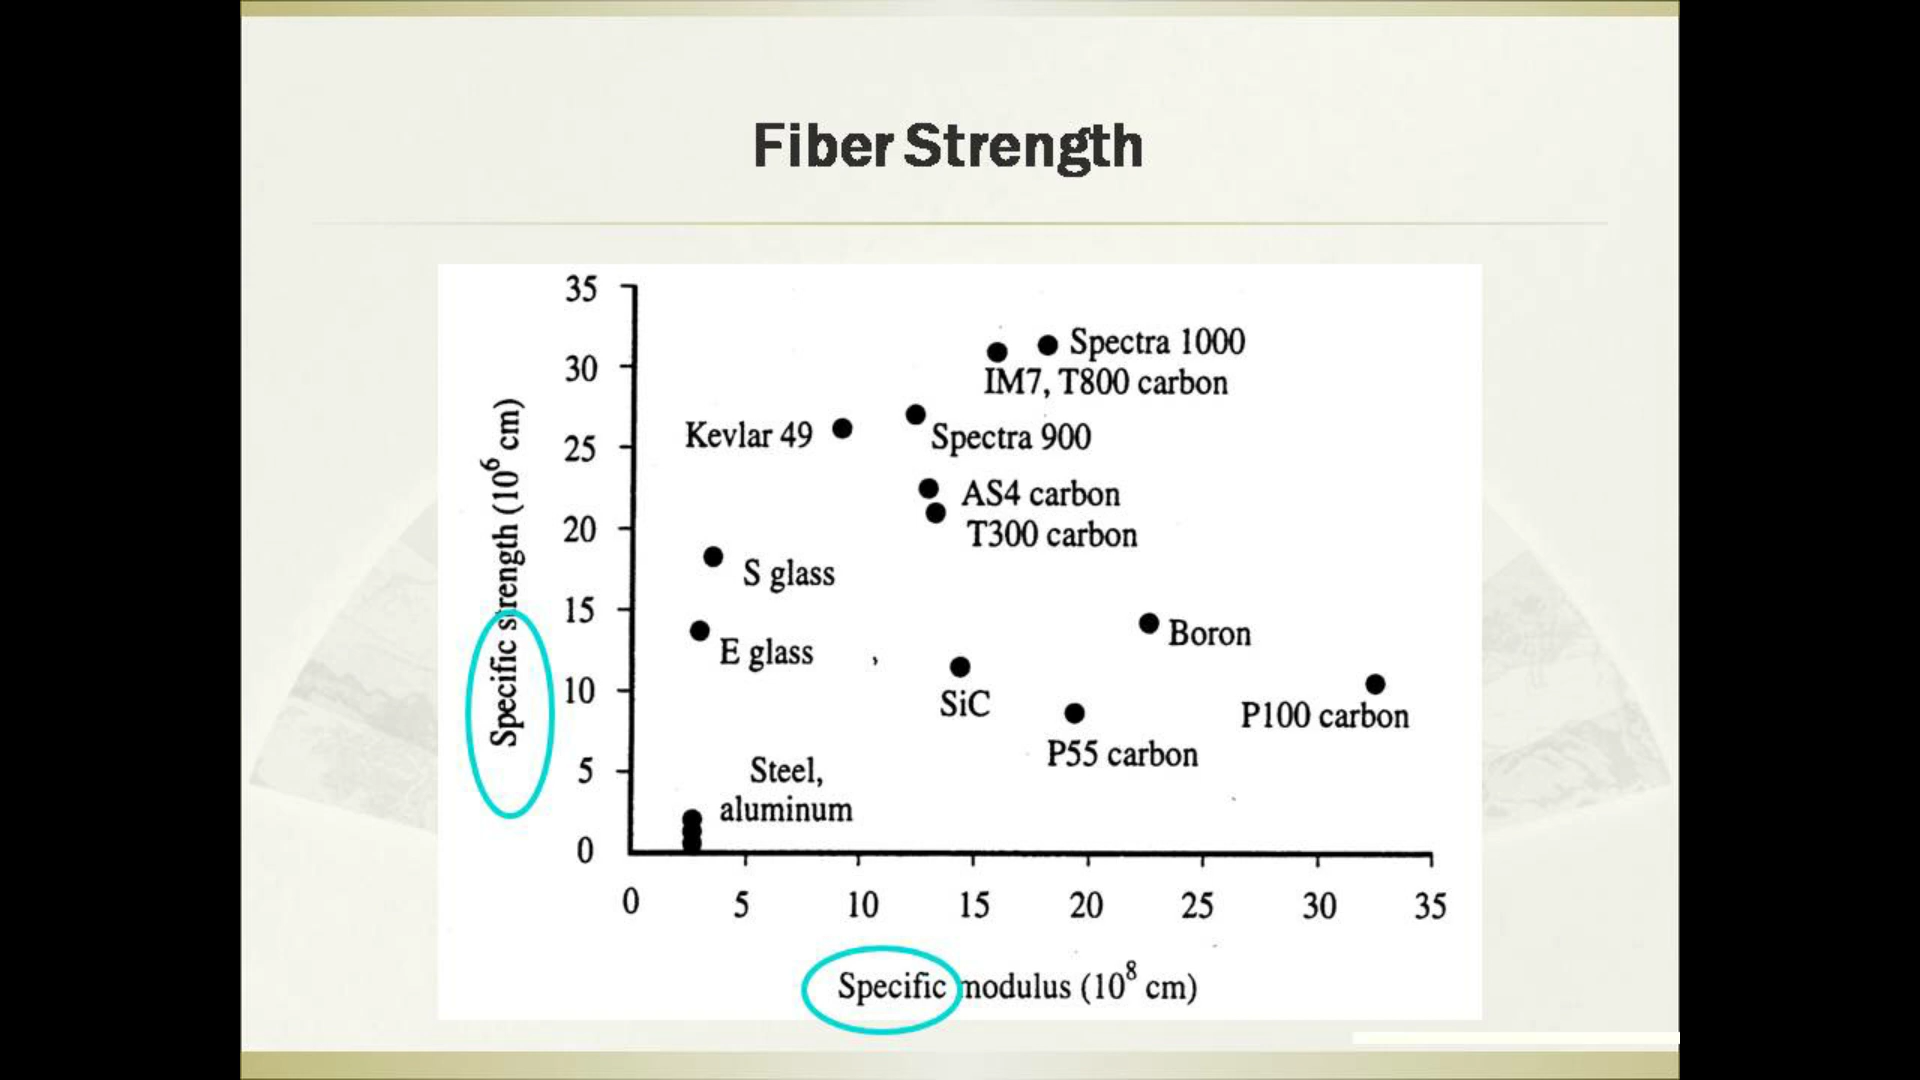 Fiber Strength
35
30
25
20
15
10
5
0
Specific strength (10⁶ cm)
Spectra 1000
IM7, T800 carbon
Kevlar 49
Spectra 900
AS4 carbon
T300 carbon
S glass
E glass
Boron
SiC
P100 carbon
P55 carbon
Steel,
aluminum
0 5 10 15 20 25 30 35
Specific modulus (10⁸ cm)